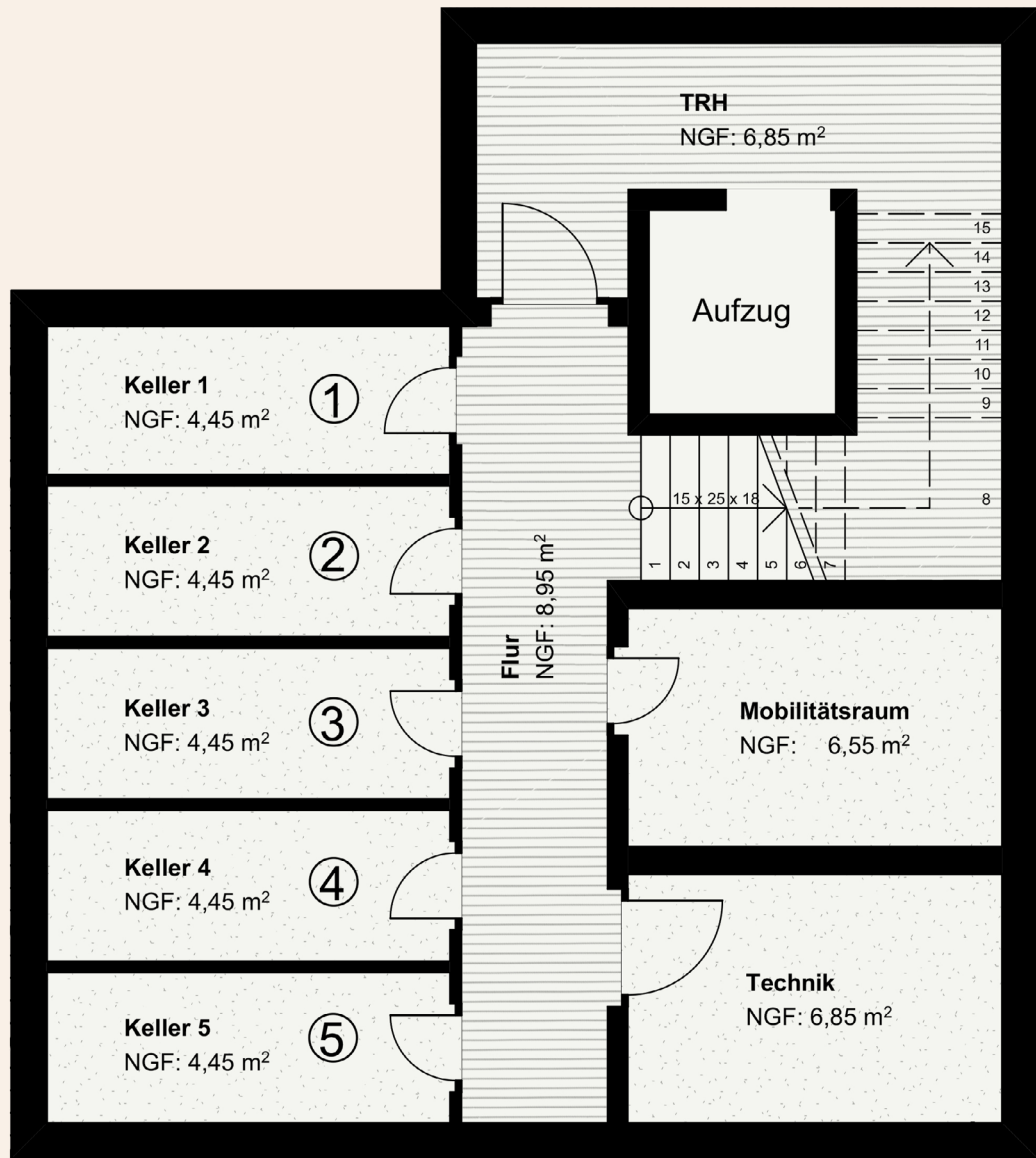 TRH
NGF: 6,85 m²
Aufzug
15
14
13
12
11
10
9
8
15 x 25 x 18
1 2 3 4 5 6 7
Keller 1
NGF: 4,45 m²
1
Keller 2
NGF: 4,45 m²
2
Keller 3
NGF: 4,45 m²
3
Keller 4
NGF: 4,45 m²
4
Keller 5
NGF: 4,45 m²
5
Flur
NGF: 8,95 m²
Mobilitätsraum
NGF: 6,55 m²
Technik
NGF: 6,85 m²